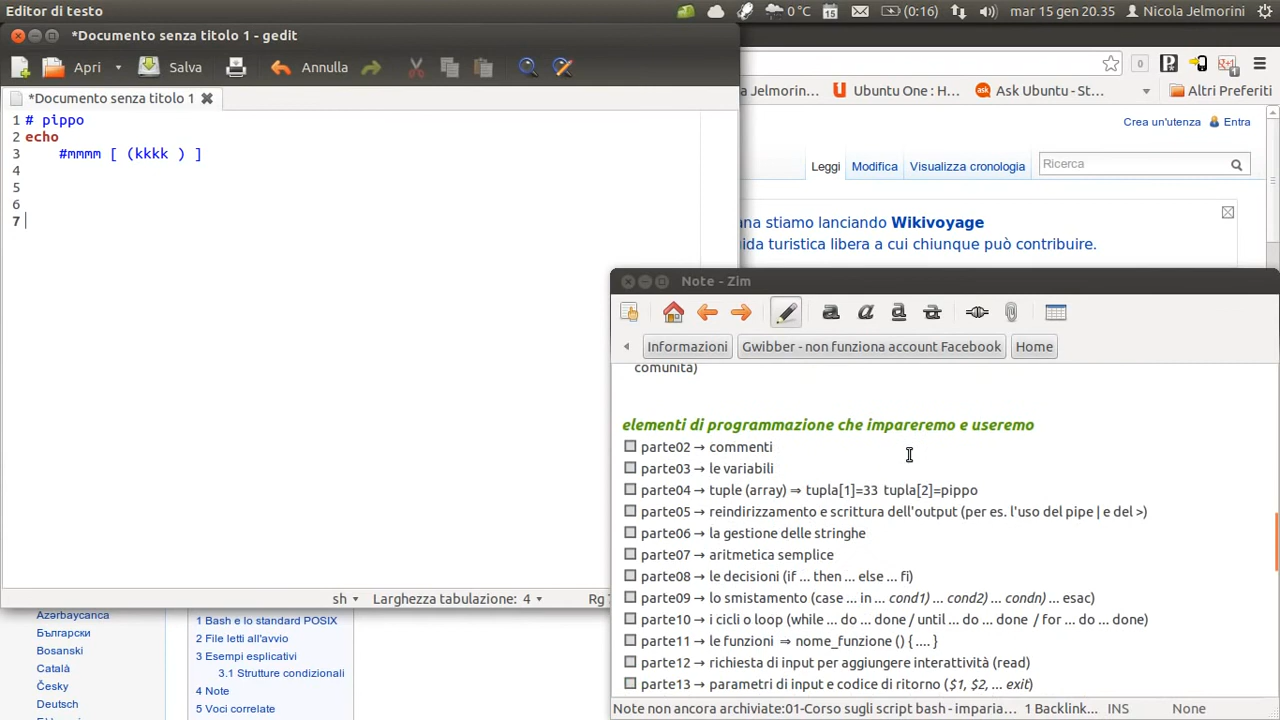 Editor di testo
0 °C
15
(0:16)
mar 15 gen 20.35
Nicola Jelmorini
*Documento senza titolo 1 - gedit
Apri
Salva
Annulla
*Documento senza titolo 1
1 # pippo
2 echo
3 #mmmm [ (kkkk ) ]
4
5
6
7
sh
Larghezza tabulazione: 4
Rg
0
1
a Jelmorin...
Ubuntu One : H...
Ask Ubuntu - St...
Altri Preferiti
Crea un'utenza
Entra
Leggi
Modifica
Visualizza cronologia
Ricerca
ana stiamo lanciando Wikivoyage
uida turistica libera a cui chiunque può contribuire.
Note - Zim
Informazioni
Gwibber - non funziona account Facebook
Home
comunità)
elementi di programmazione che impareremo e useremo
parte02 → commenti
parte03 → le variabili
parte04 → tuple (array) ⇒ tupla[1]=33 tupla[2]=pippo
parte05 → reindirizzamento e scrittura dell'output (per es. l'uso del pipe | e del >)
parte06 → la gestione delle stringhe
parte07 → aritmetica semplice
parte08 → le decisioni (if ... then ... else ... fi)
parte09 → lo smistamento (case ... in ... cond1) ... cond2) ... condn) ... esac)
parte10 → i cicli o loop (while ... do ... done / until ... do ... done / for ... do ... done)
parte11 → le funzioni ⇒ nome_funzione () { .... }
parte12 → richiesta di input per aggiungere interattività (read)
parte13 → parametri di input e codice di ritorno ($1, $2, ... exit)
Note non ancora archiviate:01-Corso sugli script bash - imparia...
1 Backlink...
INS
Azərbaycanca
Български
Bosanski
Català
Česky
Deutsch
1 Bash e lo standard POSIX
2 File letti all'avvio
3 Esempi esplicativi
3.1 Strutture condizionali
4 Note
5 Voci correlate